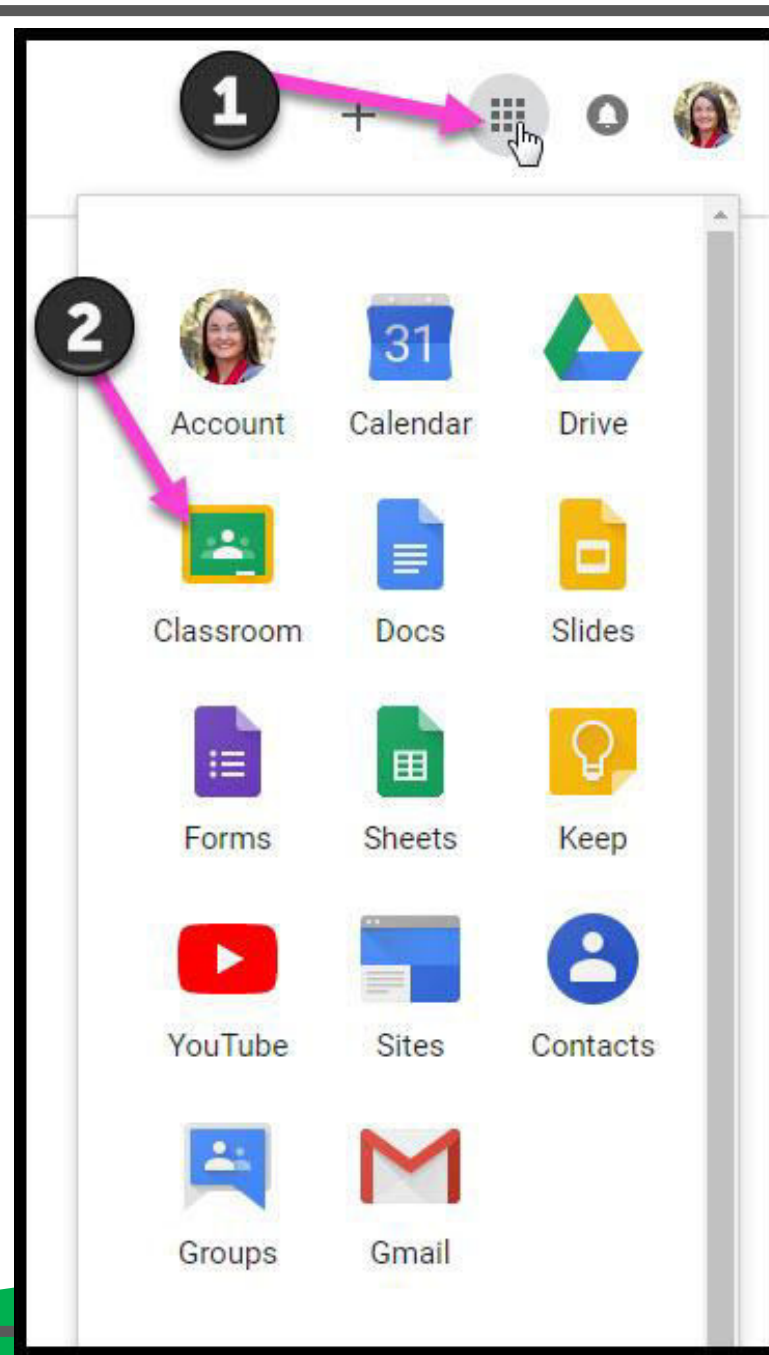 1
2
31
Account Calendar Drive
Classroom Docs Slides
Forms Sheets Keep
YouTube Sites Contacts
Groups Gmail